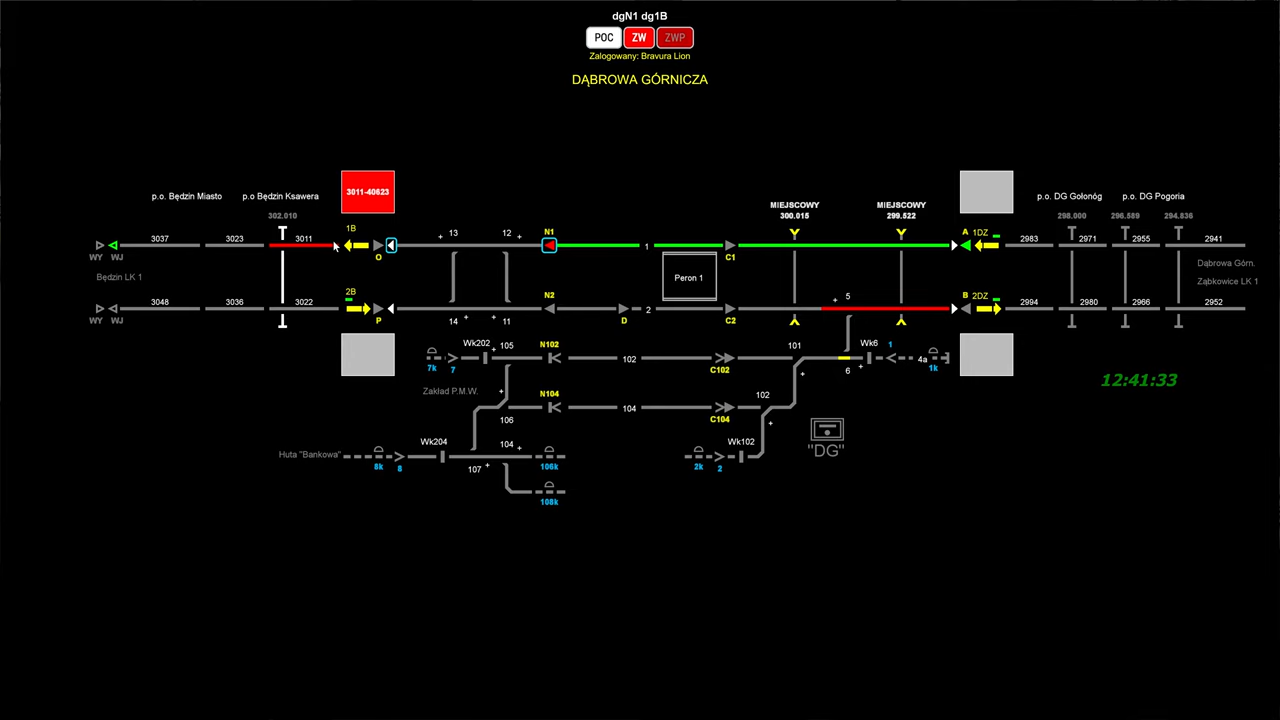 dgN1 dg1B
POC ZW ZWP
Zalogowany: Bravura Lion
DĄBROWA GÓRNICZA
3011-40623
p.o. Będzin Miasto p.o Będzin Ksawera
p.o. DG Gołonóg p.o. DG Pogoria
MIEJSCOWY MIEJSCOWY
302.010 300.015 299.522 298.000 296.589 294.836
1B 13 12 N1 A 1DZ
3037 3023 3011 1 2983 2971 2955 2941
WY WJ O C1
Będzin LK 1 Peron 1 Dąbrowa Górn.
Ząbkowice LK 1
2B N2 5 B 2DZ
3048 3036 3022 2 2994 2980 2966 2952
WY WJ P 14 11 D C2
Wk202 105 N102 101 Wk6 1
102 4a
7k 7 C102 6 1k
12:41:33
Zakład P.M.W. N104 102
104
106 C104
Wk204 104 Wk102 "DG"
Huta "Bankowa"
8k 8 107 106k 2k 2
108k